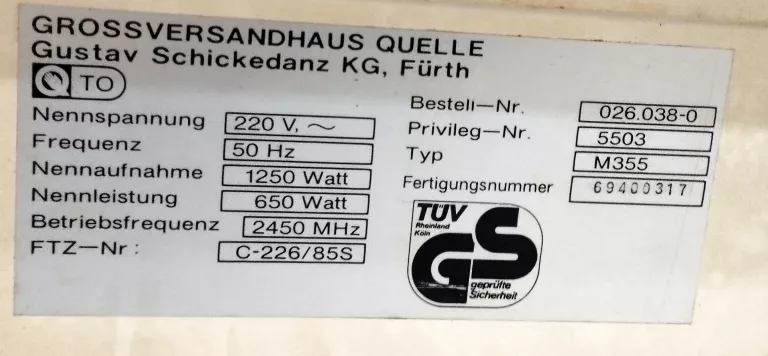 GROSSVERSANDHAUS QUELLE
Gustav Schickedanz KG, Fürth
Q TO
Nennspannung 220 V, ~
Frequenz 50 Hz
Nennaufnahme 1250 Watt
Nennleistung 650 Watt
Betriebsfrequenz 2450 MHz
FTZ—Nr: C-226/85S
Bestell—Nr. 026.038-0
Privileg—Nr. 5503
Typ M355
Fertigungsnummer 69400317
TÜV
Rheinland
Köln
GS
geprüfte
Sicherheit